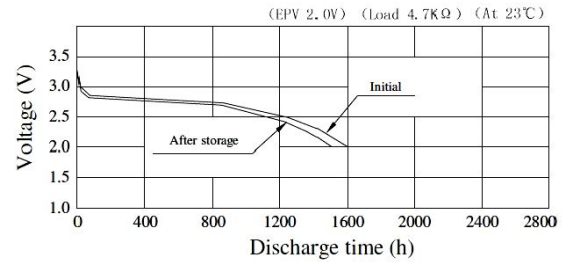 (EPV 2.0V) (Load 4.7KΩ) (At 23℃)
Voltage (V)
3.5
3.0
2.5
2.0
1.5
1.0
Initial
After storage
0 400 800 1200 1600 2000 2400 2800
Discharge time (h)